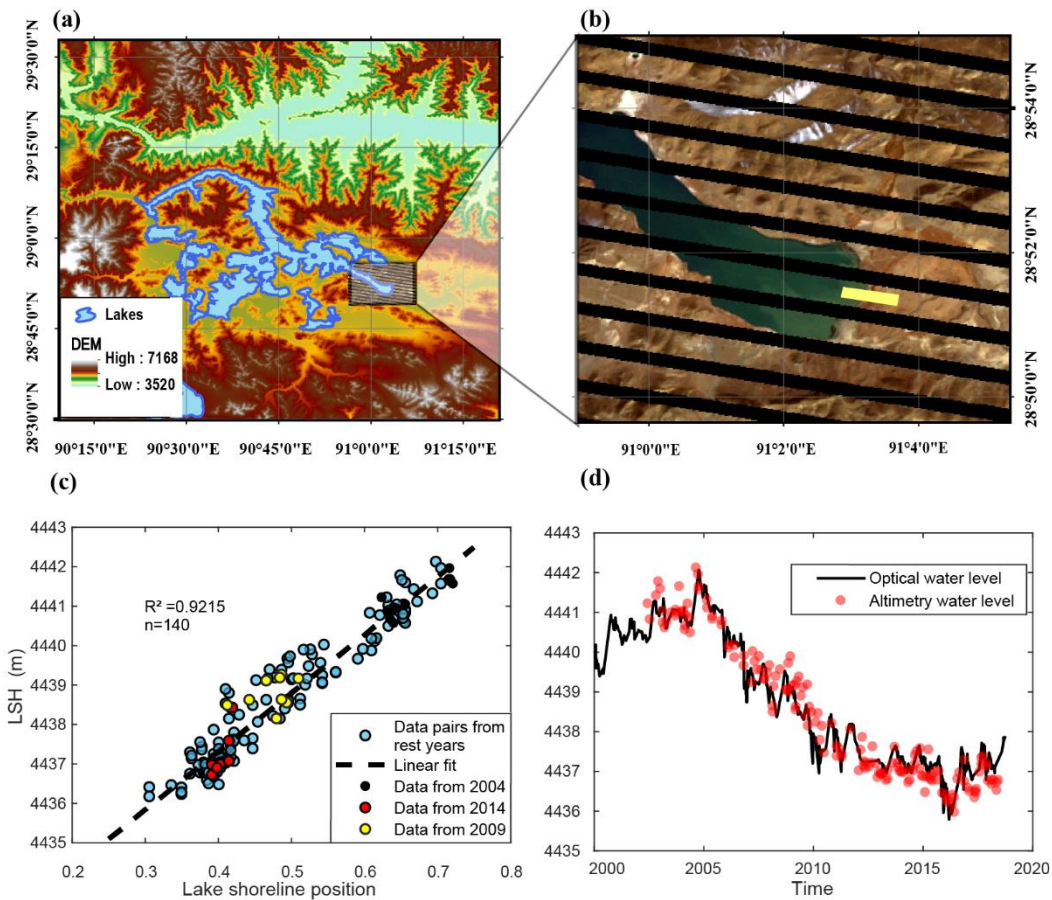 (a)
(b)
29°30'0"N
29°15'0"N
29°0'0"N
28°45'0"N
28°30'0"N
Lakes
DEM
High : 7168
Low : 3520
90°15'0"E 90°30'0"E 90°45'0"E 91°0'0"E 91°15'0"E
28°54'0"N
28°52'0"N
28°50'0"N
91°0'0"E 91°2'0"E 91°4'0"E
(c)
4443
4442
4441
4440
4439
4438
4437
4436
4435
LSH (m)
R² =0.9215
n=140
Data pairs from
rest years
Linear fit
Data from 2004
Data from 2014
Data from 2009
0.2 0.3 0.4 0.5 0.6 0.7 0.8
Lake shoreline position
(d)
4443
4442
4441
4440
4439
4438
4437
4436
4435
Optical water level
Altimetry water level
2000 2005 2010 2015 2020
Time